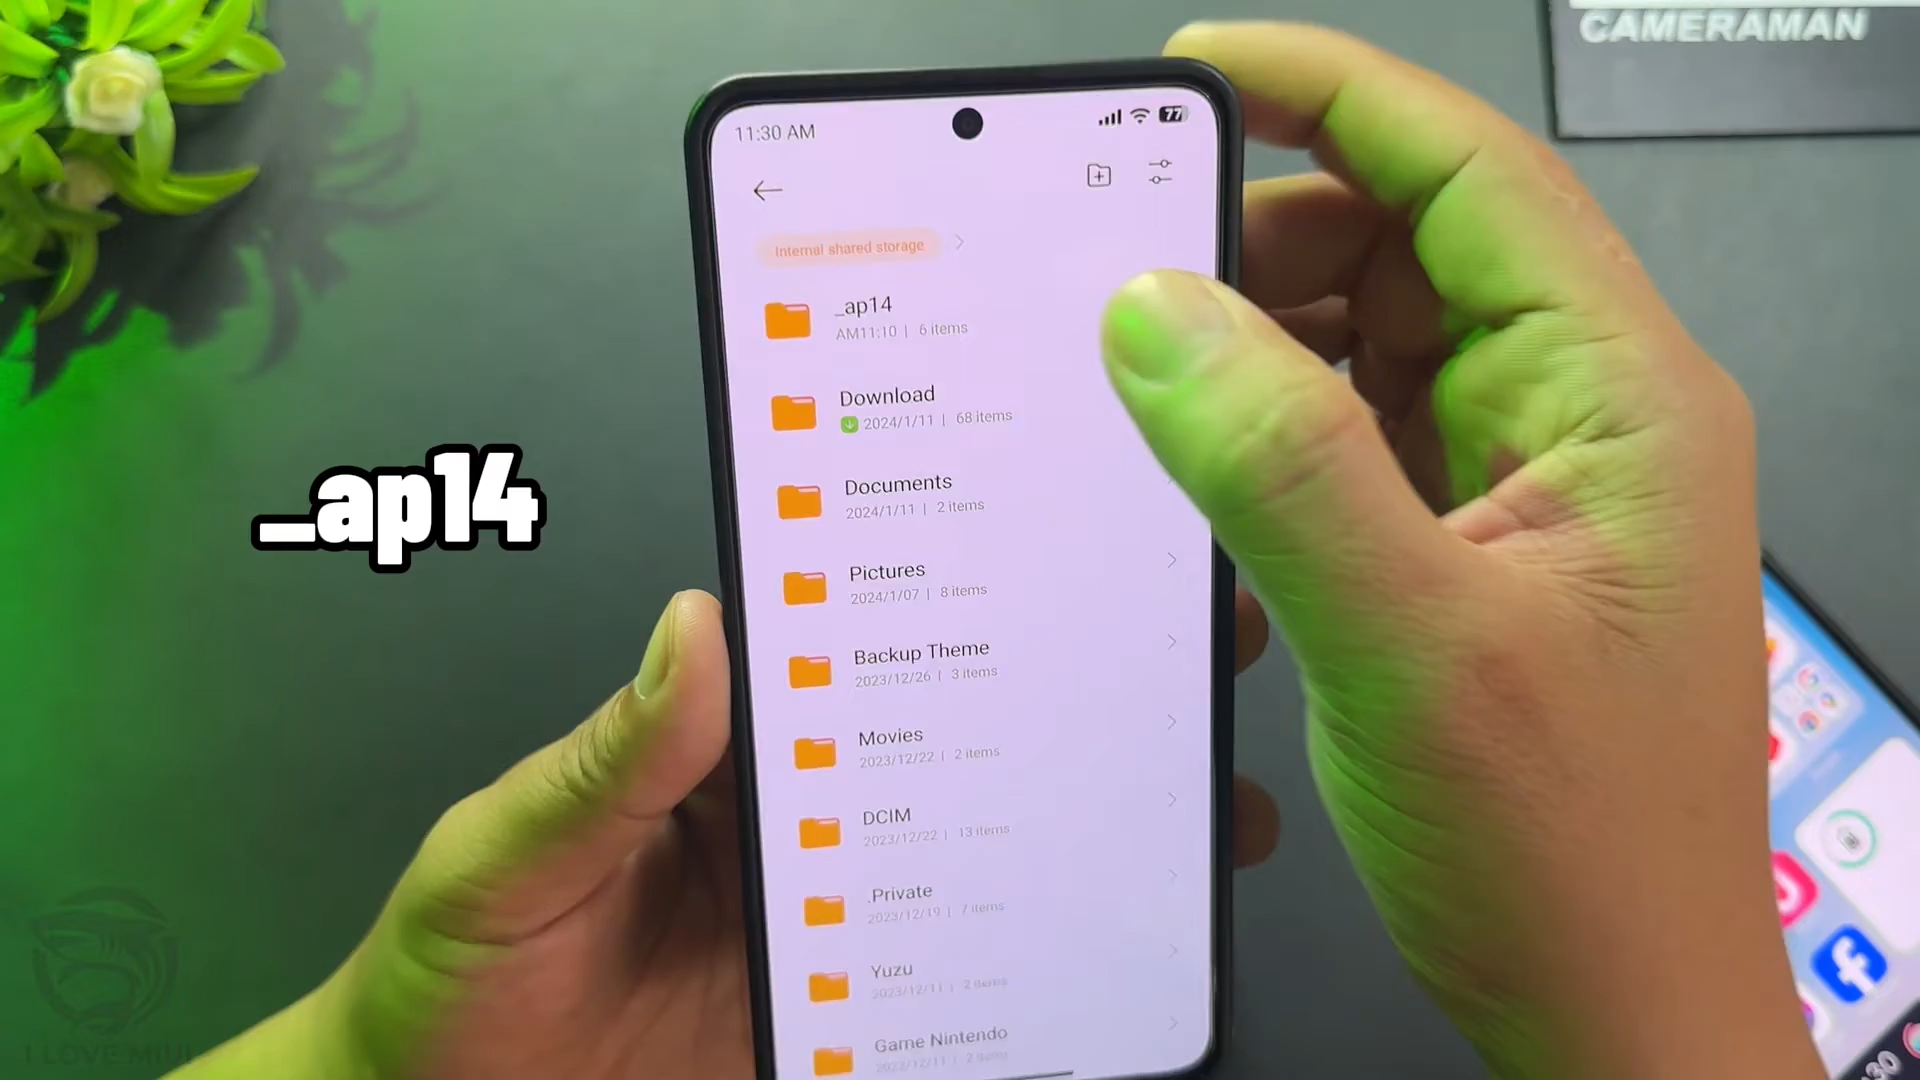 CAMERAMAN
11:30 AM
77
Internal shared storage
_ap14
AM11:10 | 6 items
Download
2024/1/11 | 68 items
Documents
2024/1/11 | 2 items
_ap14
Pictures
2024/1/07 | 8 items
Backup Theme
2023/12/26 | 3 items
Movies
2023/12/22 | 2 items
DCIM
2023/12/22 | 13 items
.Private
2023/12/19 | 7 items
Yuzu
2023/12/11 | 2 items
Game Nintendo
2023/12/11 | 2 items
I LOVE MIUI